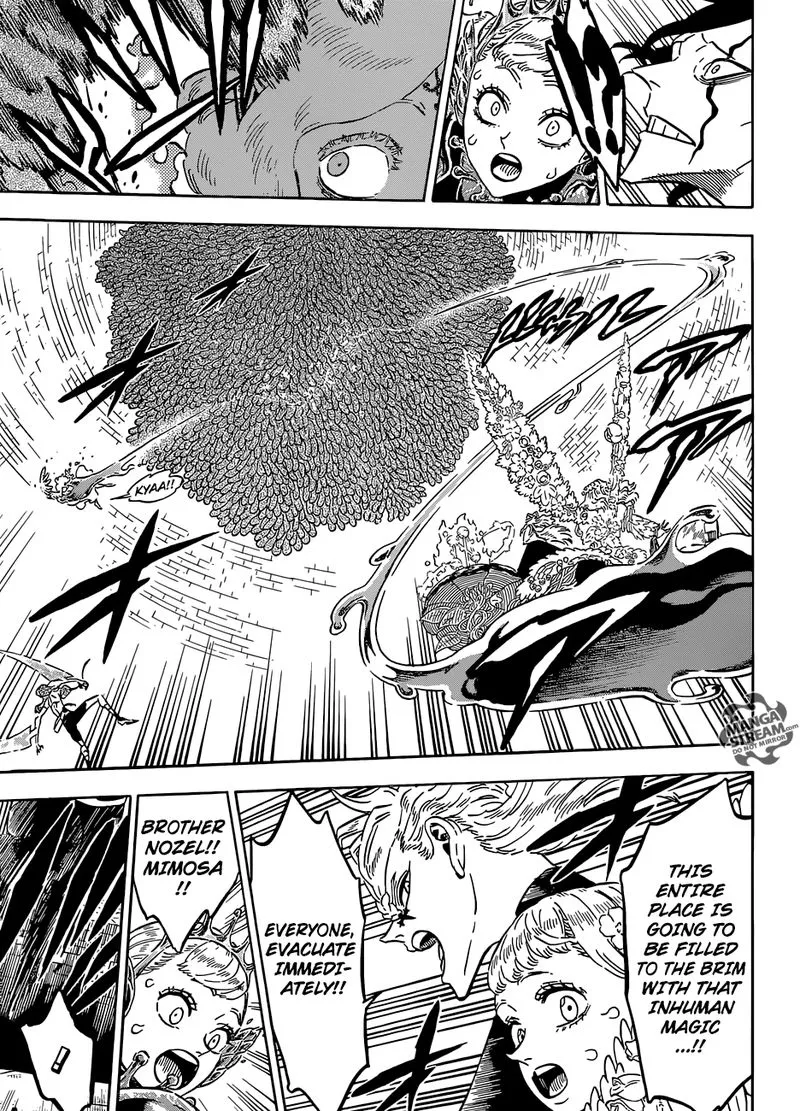 KYAA!!
MANGA
STREAM.com
DO NOT MIRROR
THIS
ENTIRE
PLACE IS
GOING TO
BE FILLED
TO THE BRIM
WITH THAT
INHUMAN
MAGIC
...!!
EVERYONE,
EVACUATE
IMMEDI-
ATELY!!
BROTHER
NOZEL!!
MIMOSA
!!
!